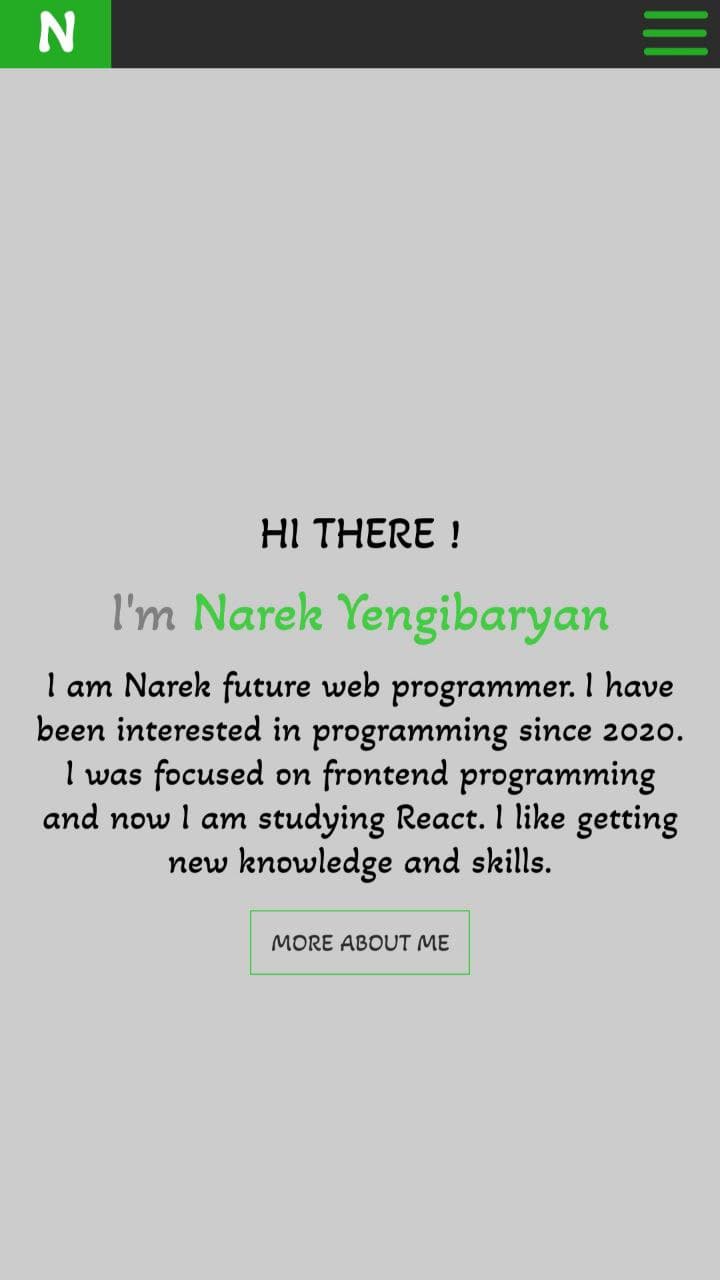 N
HI THERE !
I'm Narek Yengibaryan
I am Narek future web programmer. I have
been interested in programming since 2020.
I was focused on frontend programming
and now I am studying React. I like getting
new knowledge and skills.
MORE ABOUT ME